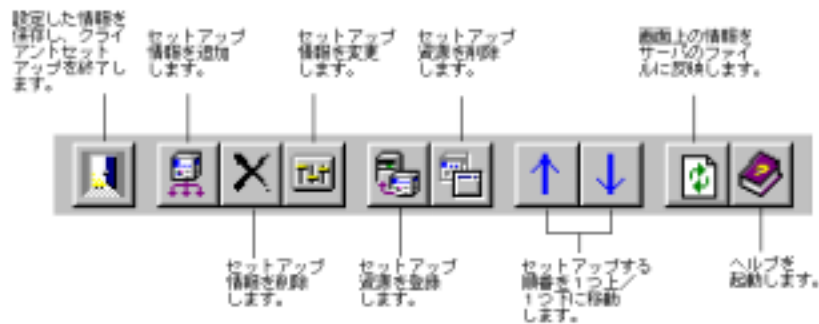 設定した情報を
保存し、クライ
アントセット
アップを終了し
ます。
セットアップ
情報を追加
します。
セットアップ
情報を変更
します。
セットアップ
資源を削除
します。
画面上の情報を
サーバのファイ
ルに反映します。
セットアップ
情報を削除
します。
セットアップ
資源を登録
します。
セットアップする
順番を1つ上/
1つ下に移動
します。
ヘルプを
起動します。